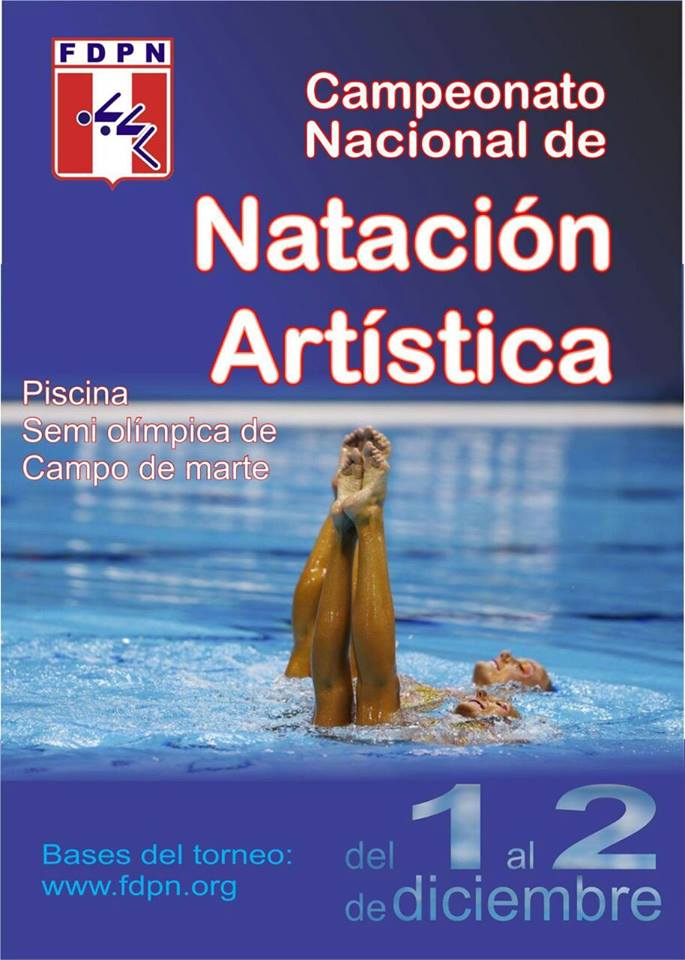 FDPN
Campeonato
Nacional de
Natación
Artística
Piscina
Semi olímpica de
Campo de marte
Bases del torneo:
www.fdpn.org
del 1 al 2
de diciembre